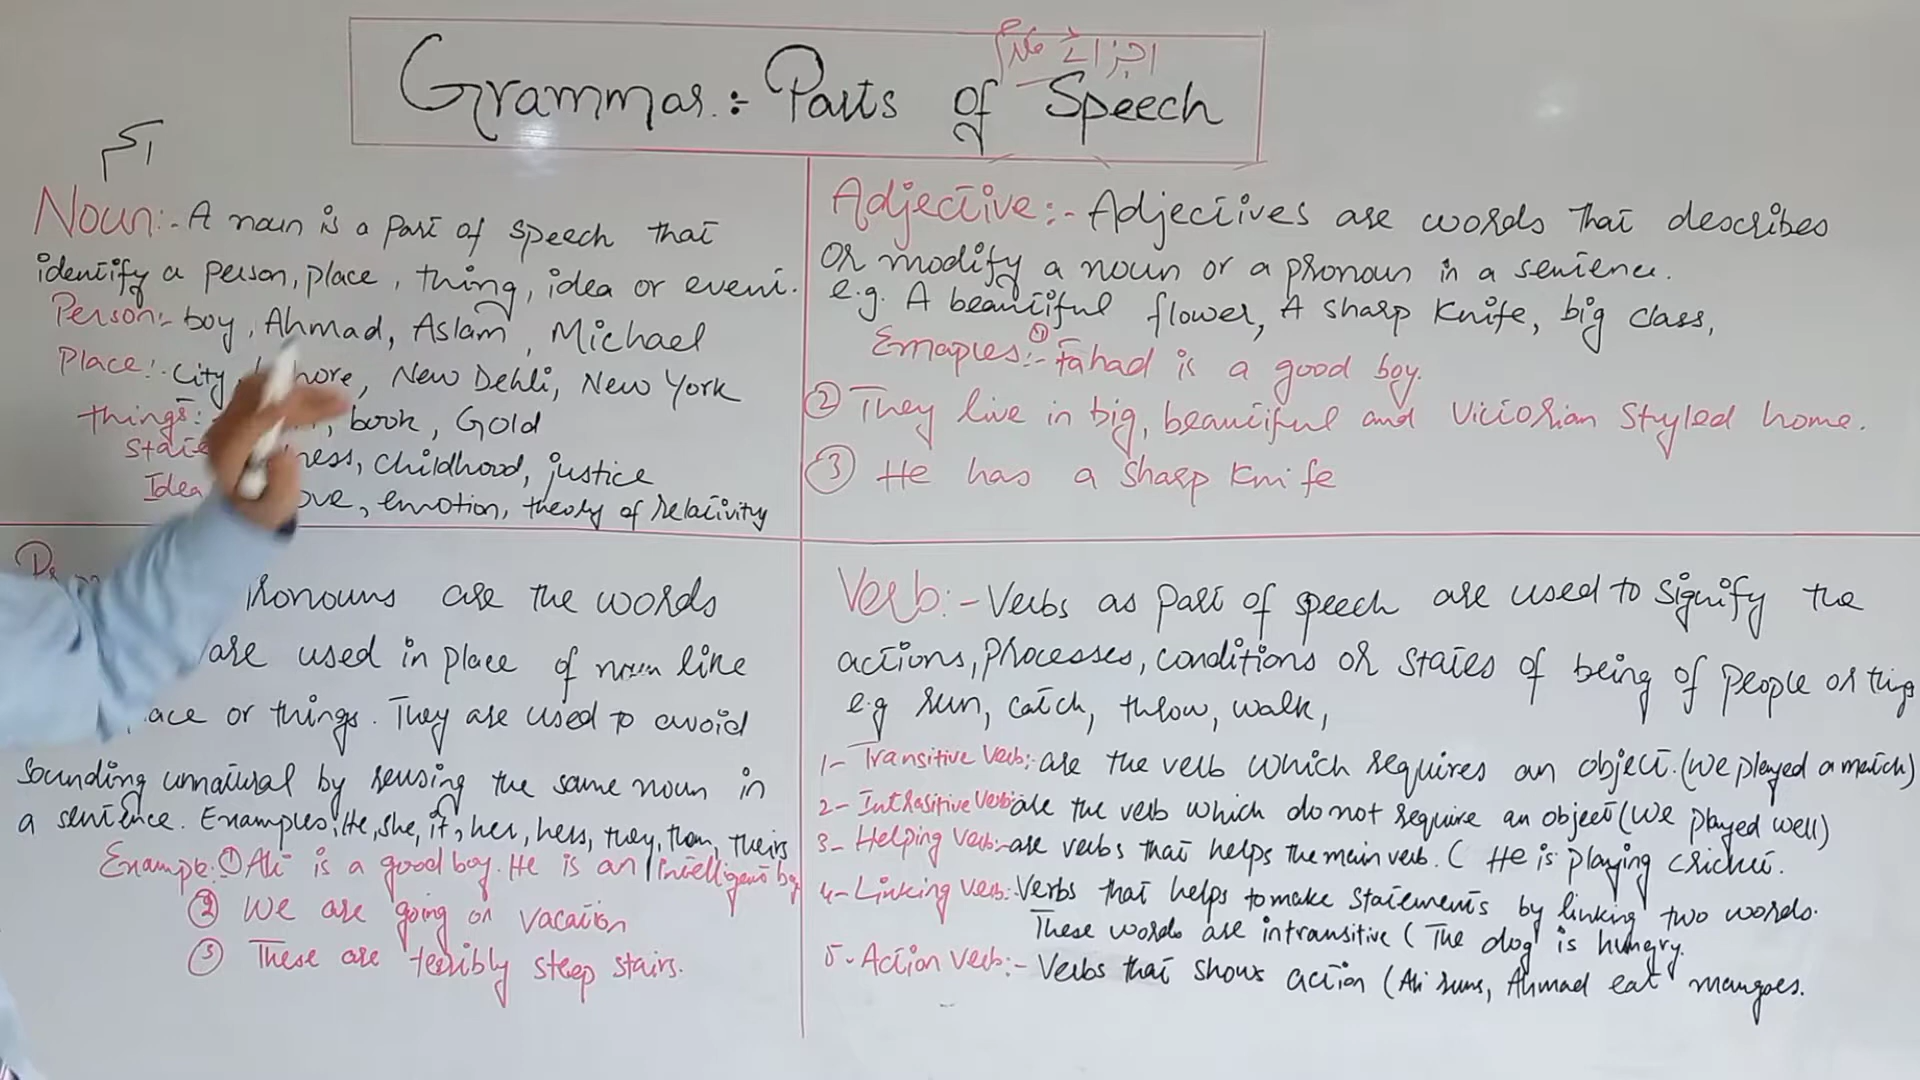 اجزائے کلام
Grammar:- Parts of Speech
اسم
Noun:- A noun is a part of speech that
identify a person, place, thing, idea or event.
Person:- boy, Ahmad, Aslam, Michael
Place:- City, hore, New Dehli, New York
things: book, Gold
State ness, childhood, justice
Idea ove, emotion, theory of relativity
Adjective:- Adjectives are words that describes
or modify a noun or a pronoun in a sentence.
e.g. A beautiful flower, A sharp Knife, big class,
Emaples:- ① Fahad is a good boy.
② They live in big, beautiful and Victorian Styled home.
③ He has a sharp Knife
Pr ronouns are the words
are used in place of noun like
ace or things. They are used to avoid
Sounding unnatural by reusing the same noun in
a sentence. Examples: He, she, it, her, hers, they, them, theirs
Example: ① Ali is a good boy. He is an intelligent boy
② We are going on vacation
③ These are terribly steep stairs.
Verb:- Verbs as part of speech are used to signify the
actions, processes, conditions or states of being of people or things
e.g run, catch, throw, walk,
1- Transitive Verb: are the verb which requires an object. (We played a match)
2- Intrasitive Verb: are the verb which do not require an object (We played well)
3- Helping Verb:- are verbs that helps the main verb. ( He is playing cricket.
4- Linking Verb: Verbs that helps to make statements by linking two words.
These words are intransitive ( The dog is hungry.
5- Action Verb:- Verbs that shows action (Ali runs, Ahmad eat mangoes.